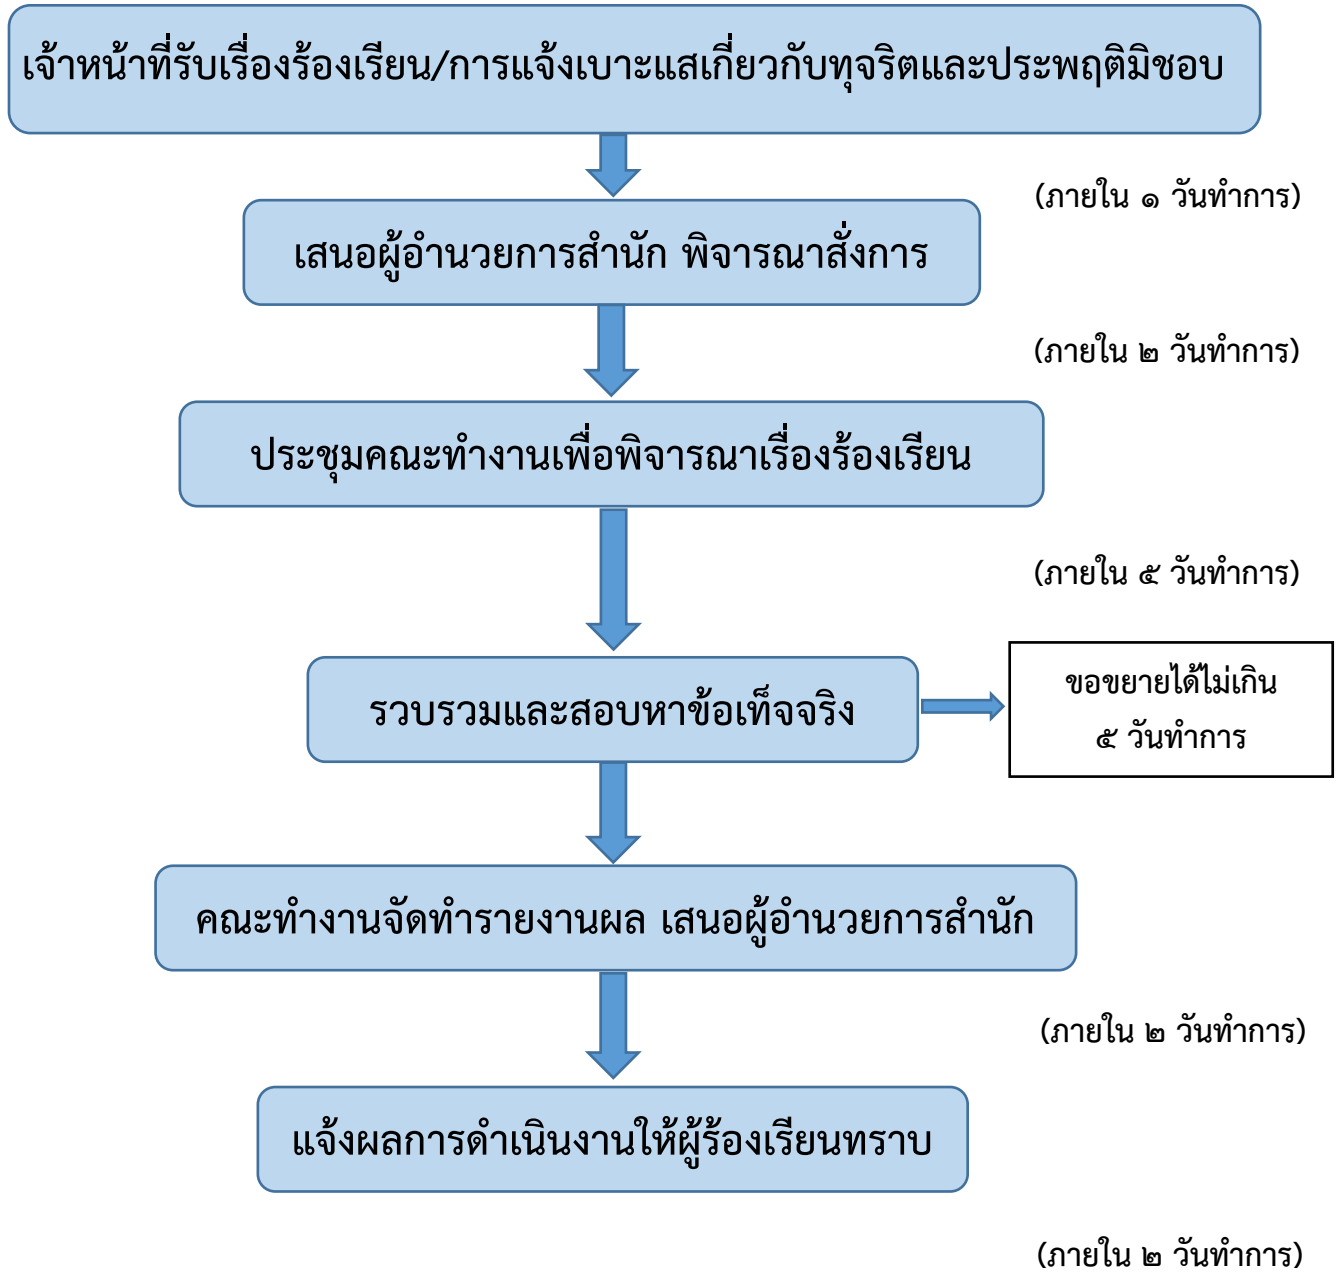 เจ้าหน้าที่รับเรื่องร้องเรียน/การแจ้งเบาะแสเกี่ยวกับทุจริตและประพฤติมิชอบ
(ภายใน ๑ วันทำการ)
เสนอผู้อำนวยการสำนัก พิจารณาสั่งการ
(ภายใน ๒ วันทำการ)
ประชุมคณะทำงานเพื่อพิจารณาเรื่องร้องเรียน
(ภายใน ๕ วันทำการ)
รวบรวมและสอบหาข้อเท็จจริง
ขอขยายได้ไม่เกิน
๕ วันทำการ
คณะทำงานจัดทำรายงานผล เสนอผู้อำนวยการสำนัก
(ภายใน ๒ วันทำการ)
แจ้งผลการดำเนินงานให้ผู้ร้องเรียนทราบ
(ภายใน ๒ วันทำการ)